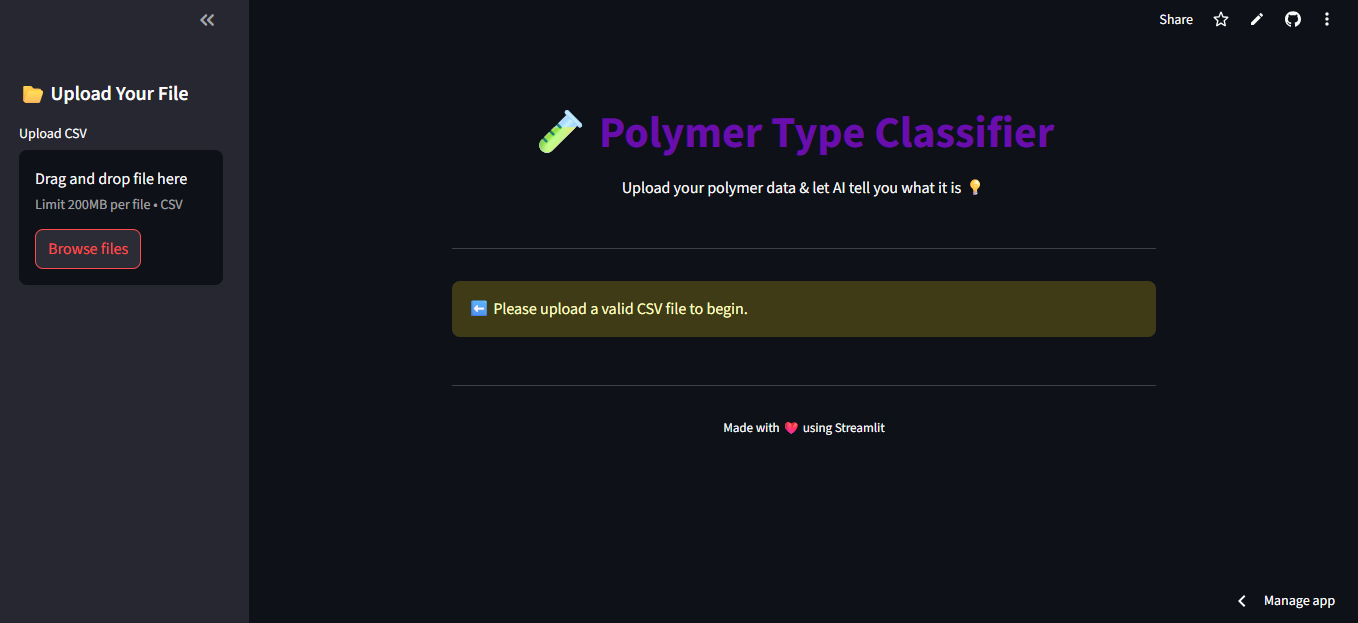 Share
📂 Upload Your File
Upload CSV
Drag and drop file here
Limit 200MB per file • CSV
Browse files
🧪 Polymer Type Classifier
Upload your polymer data & let AI tell you what it is 💡
⬅️ Please upload a valid CSV file to begin.
Made with ❤️ using Streamlit
Manage app